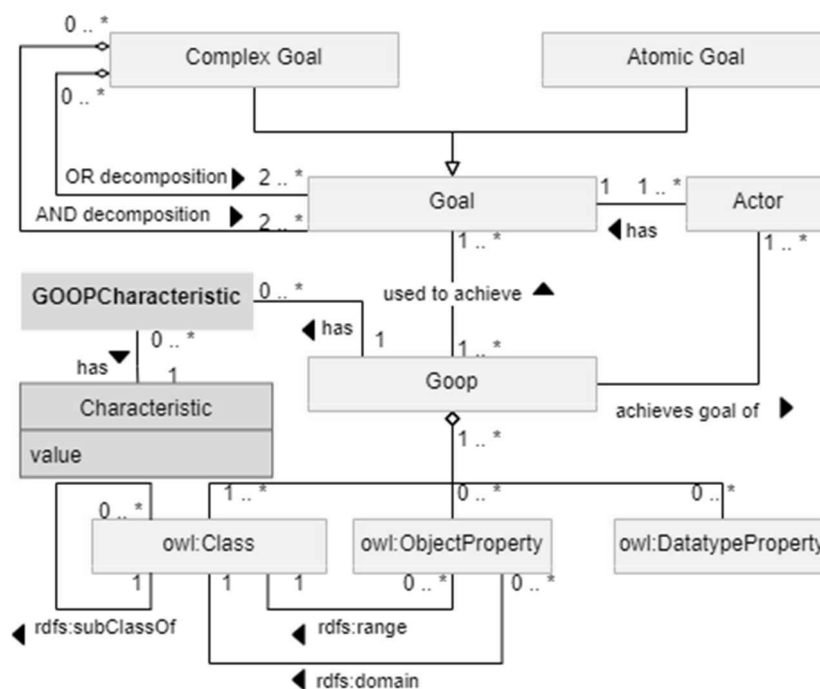 0 .. *
Complex Goal
Atomic Goal
0 .. *
OR decomposition
2 .. *
Goal
1
1 .. *
Actor
AND decomposition
2 .. *
has
1 .. *
1 .. *
GOOPCharacteristic
0 .. *
used to achieve
has
0 .. *
1
1 .. *
has
1
Goop
Characteristic
achieves goal of
value
1 .. *
0 .. *
1 .. *
0 .. *
0 .. *
owl:Class
owl:ObjectProperty
owl:DatatypeProperty
1
1
1
0 .. *
0 .. *
rdfs:subClassOf
rdfs:range
rdfs:domain